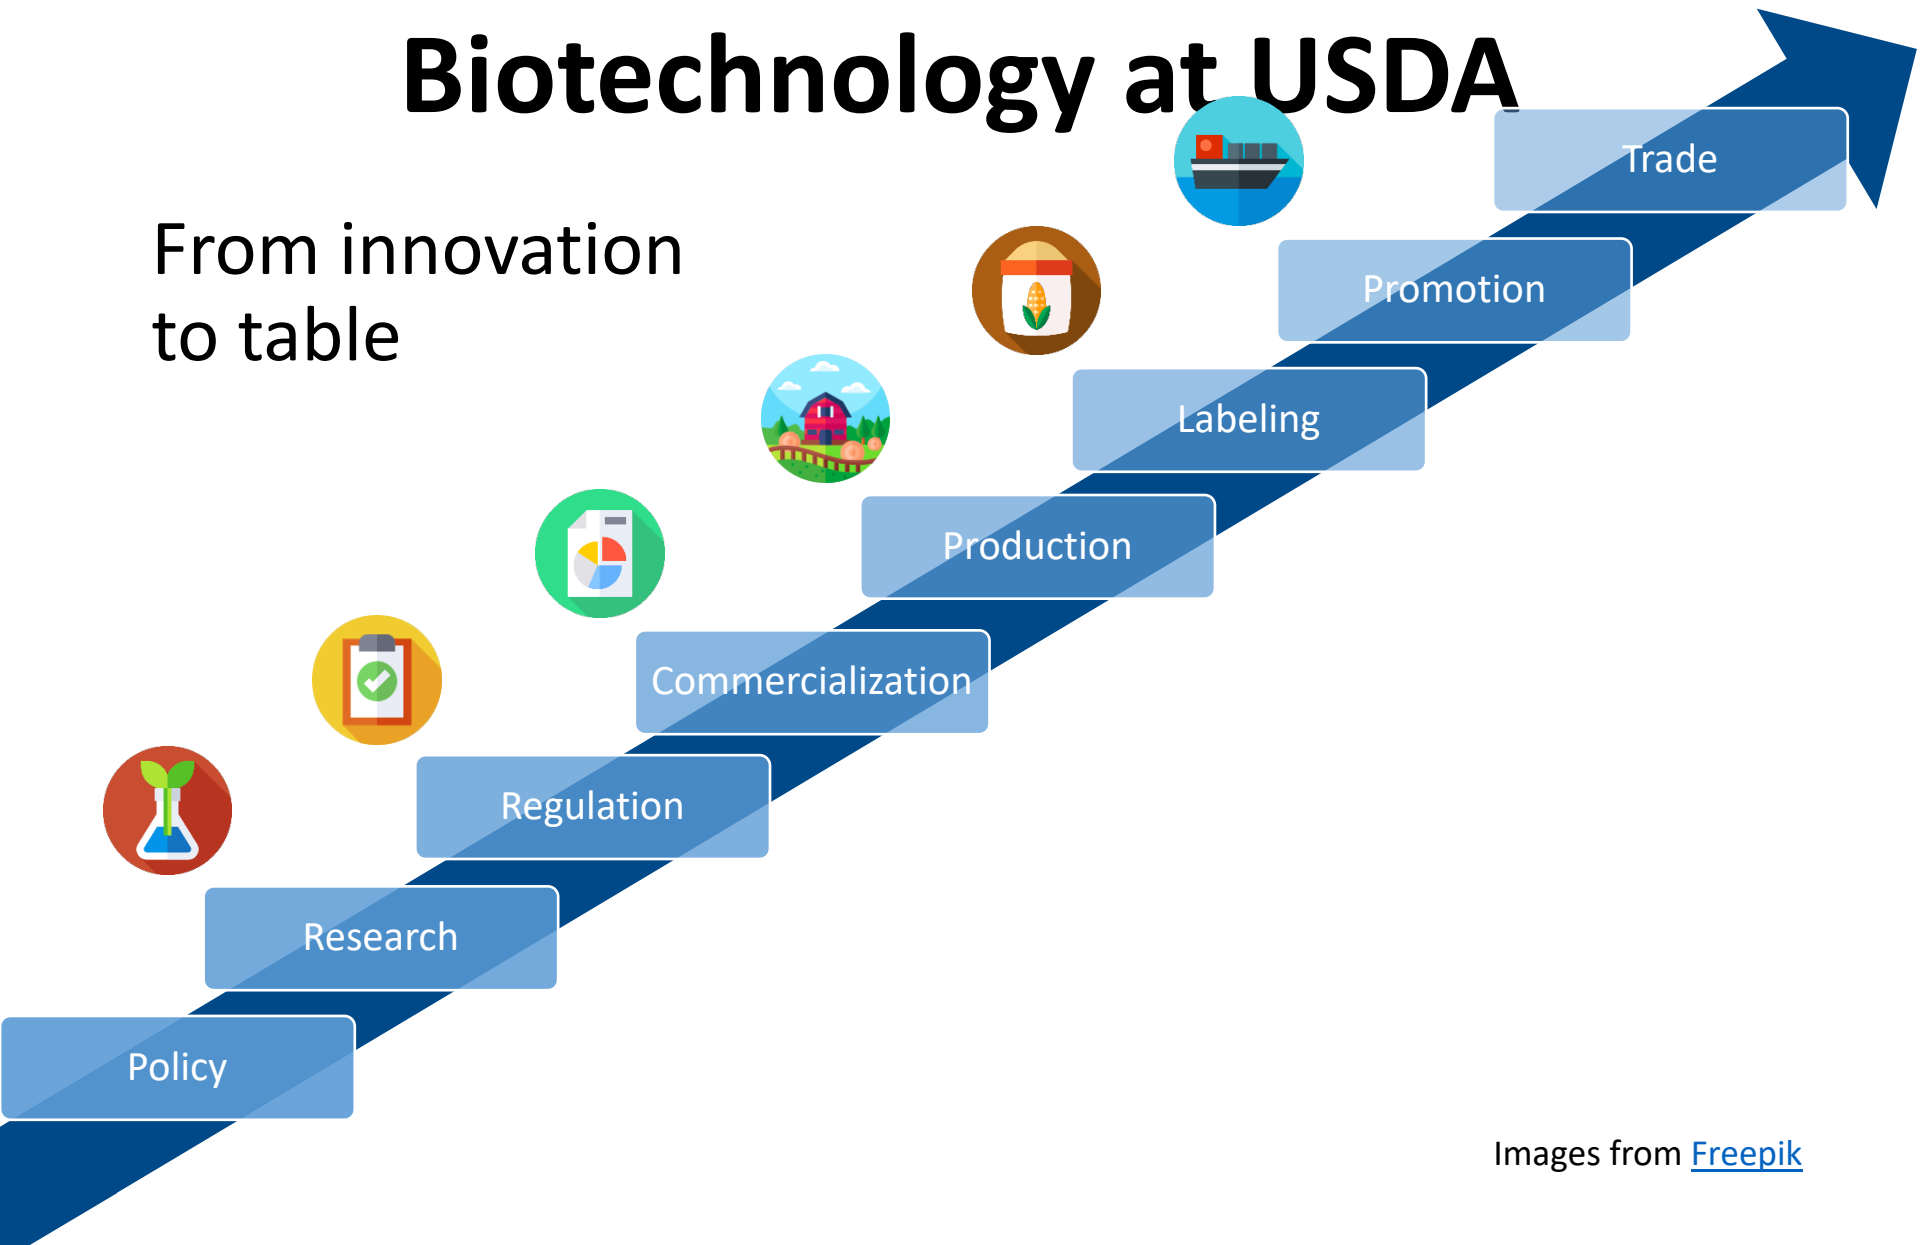 Biotechnology at USDA
From innovation
to table
Trade
Promotion
Labeling
Production
Commercialization
Regulation
Research
Policy
Images from Freepik